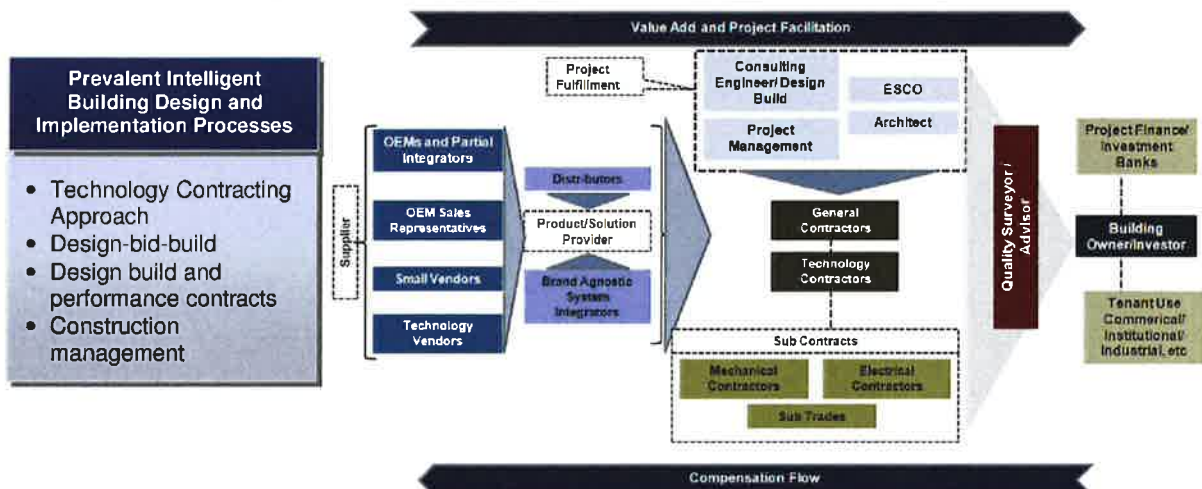 Value Add and Project Facilitation
Prevalent Intelligent
Building Design and
Implementation Processes
• Technology Contracting
Approach
• Design-bid-build
• Design build and
performance contracts
• Construction
management
Supplier
OEMs and Partial
Integrators
OEM Sales
Representatives
Small Vendors
Technology
Vendors
Distributors
Product/Solution
Provider
Brand Agnostic
System
Integrators
Project
Fulfillment
Consulting
Engineer/Design
Build
Project
Management
ESCO
Architect
General
Contractors
Technology
Contractors
Sub Contracts
Mechanical
Contractors
Electrical
Contractors
Sub Trades
Quality Surveyor /
Advisor
Project Finance/
Investment
Banks
Building
Owner/Investor
Tenant Use
Commerical/
Institutional/
Industrial, etc
Compensation Flow